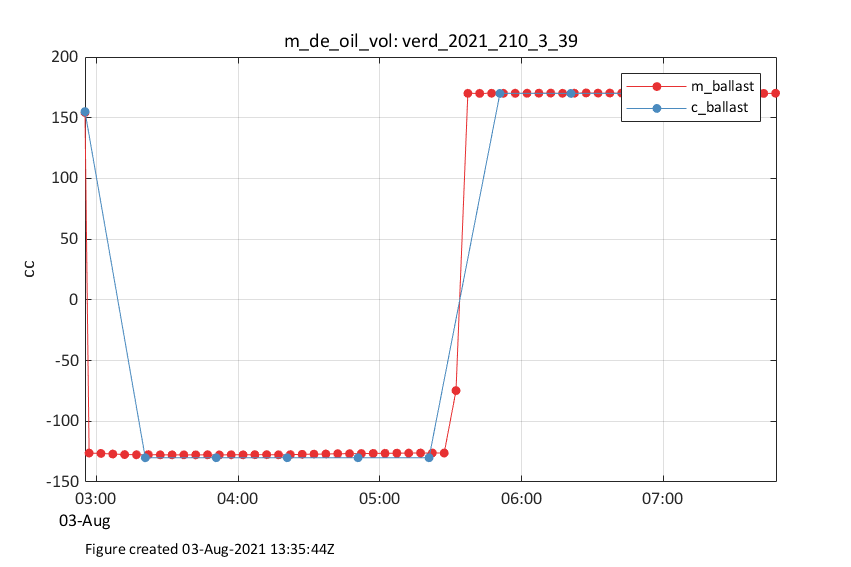 m_de_oil_vol: verd_2021_210_3_39
200
150
100
50
0
-50
-100
-150
cc
m_ballast
c_ballast
03:00
04:00
05:00
06:00
07:00
03-Aug
Figure created 03-Aug-2021 13:35:44Z